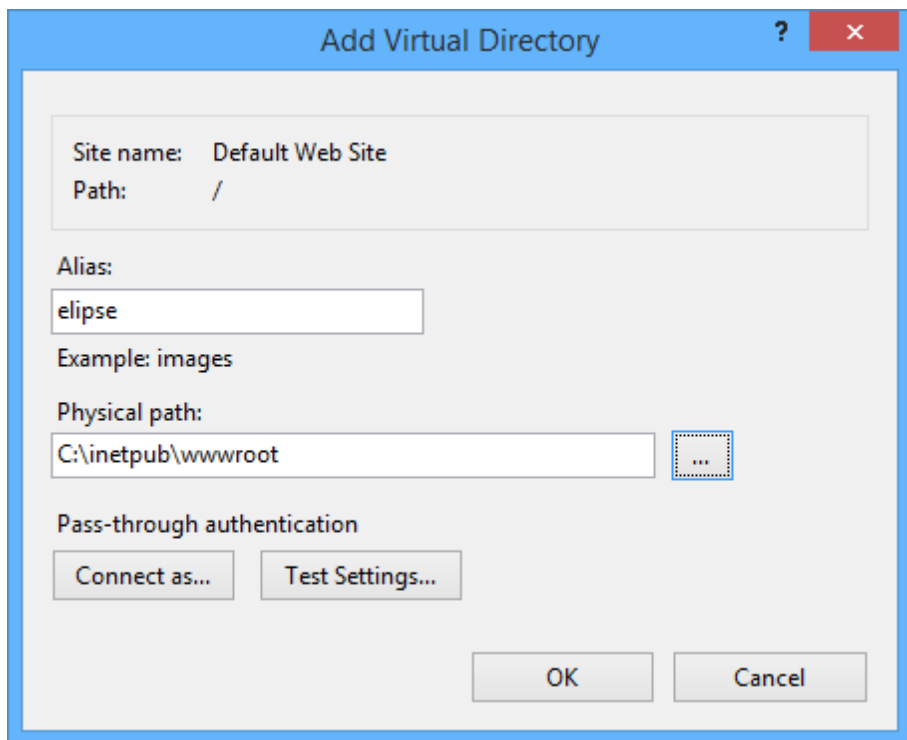 Add Virtual Directory
?
Site name: Default Web Site
Path: /
Alias:
elipse
Example: images
Physical path:
C:\inetpub\wwwroot
...
Pass-through authentication
Connect as... Test Settings...
OK Cancel